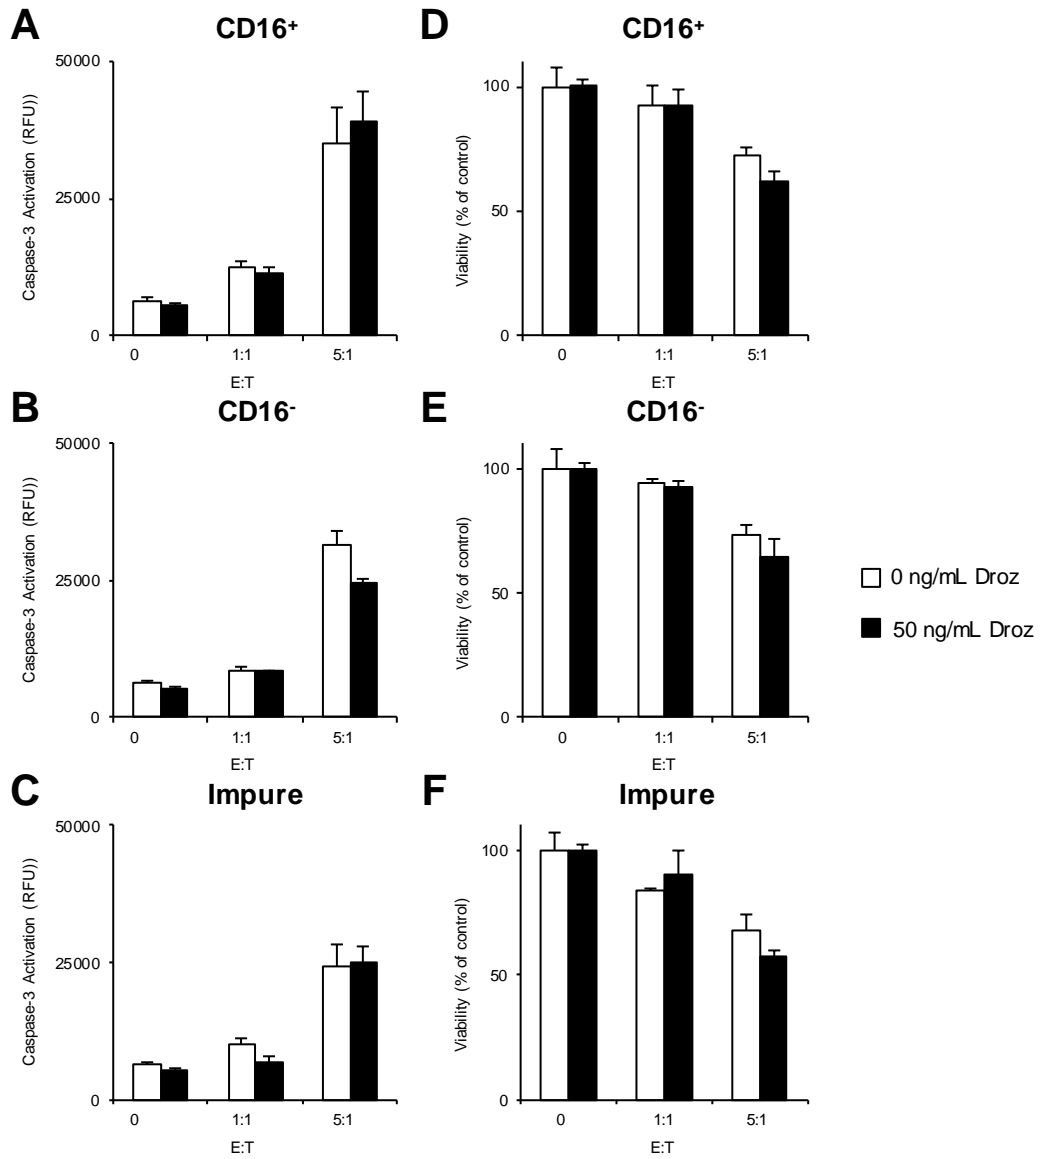 A
CD16⁺
50000
25000
0
Caspase-3 Activation (RFU))
0 1:1 5:1
E:T
D
CD16⁺
100
50
0
Viability (% of control)
0 1:1 5:1
E:T
B
CD16⁻
50000
25000
0
Caspase-3 Activation (RFU))
0 1:1 5:1
E:T
E
CD16⁻
100
50
0
Viability (% of control)
0 1:1 5:1
E:T
0 ng/mL Droz
50 ng/mL Droz
C
Impure
50000
25000
0
Caspase-3 Activation (RFU))
0 1:1 5:1
E:T
F
Impure
100
50
0
Viability (% of control)
0 1:1 5:1
E:T